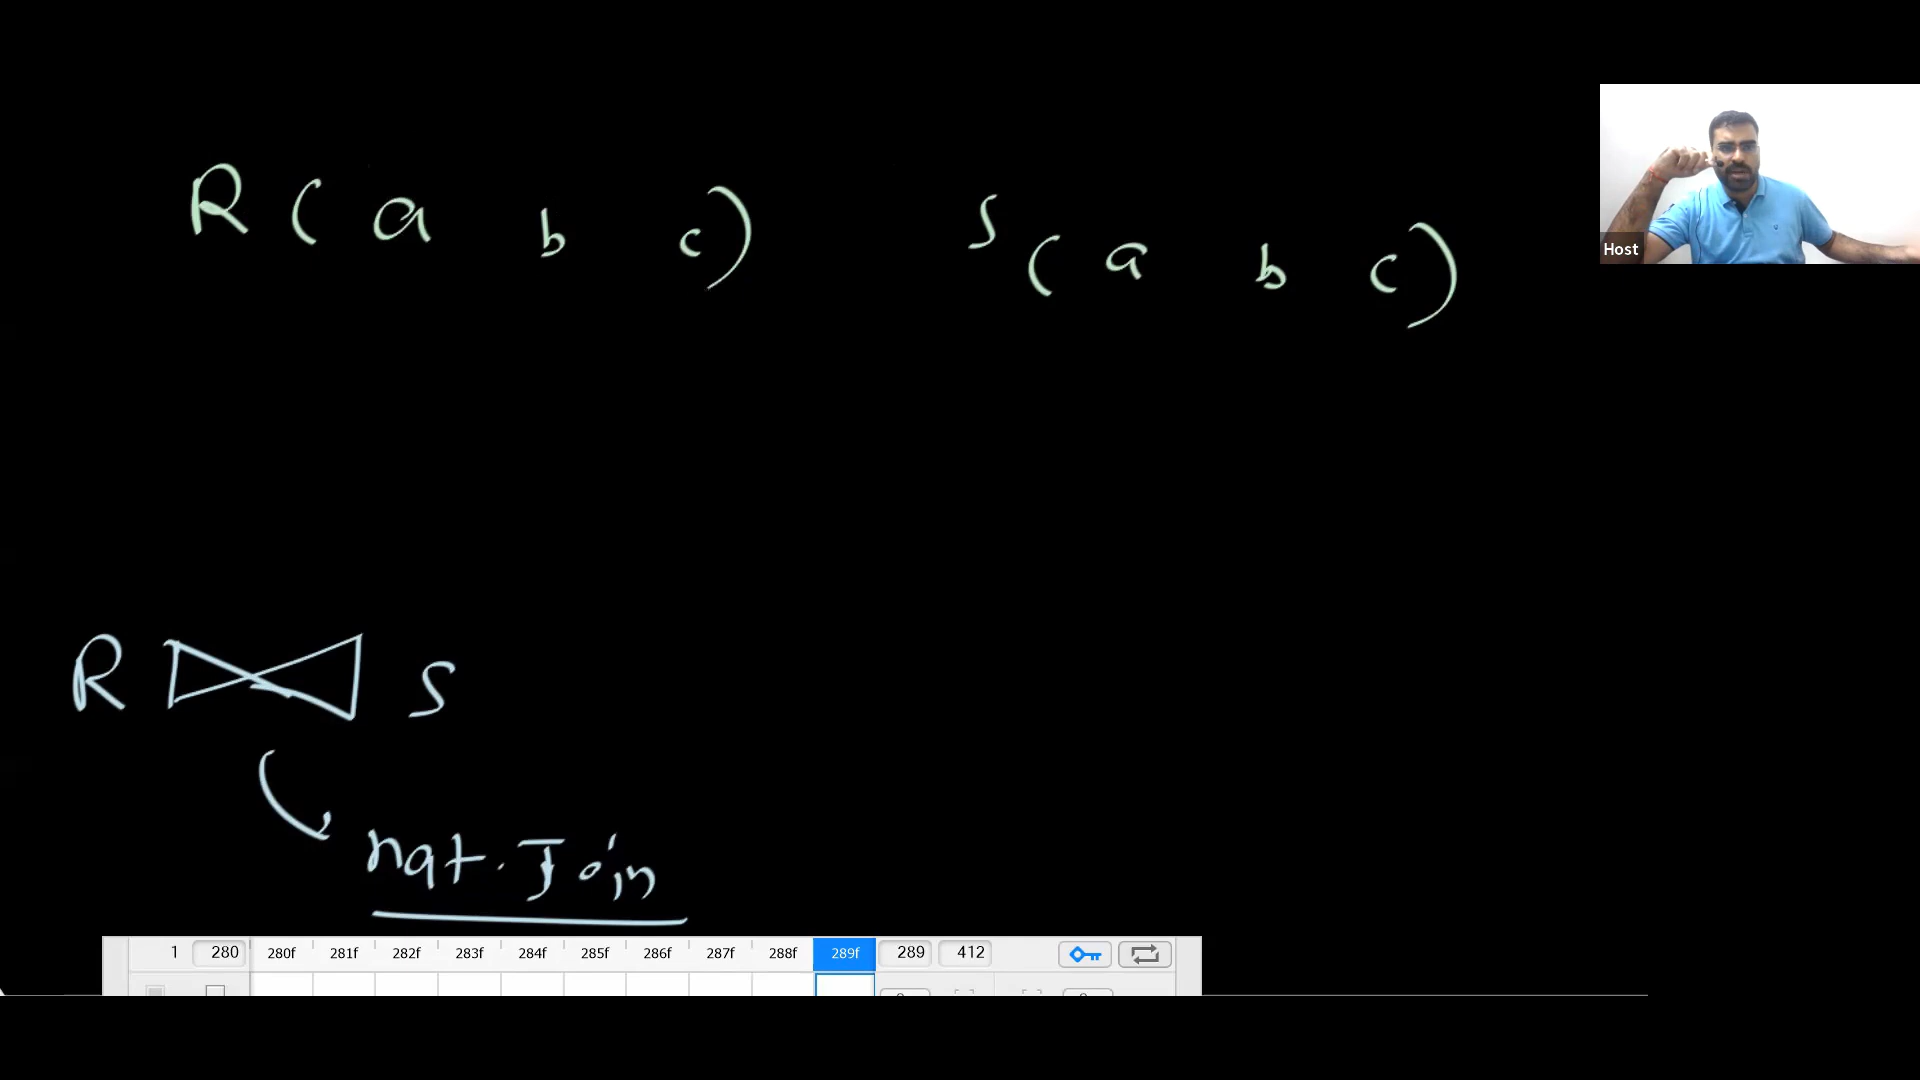 R ( a b c) S ( a b c)
Host
R ⋈ S
nat. Join
1 280 280f 281f 282f 283f 284f 285f 286f 287f 288f 289f 289 412